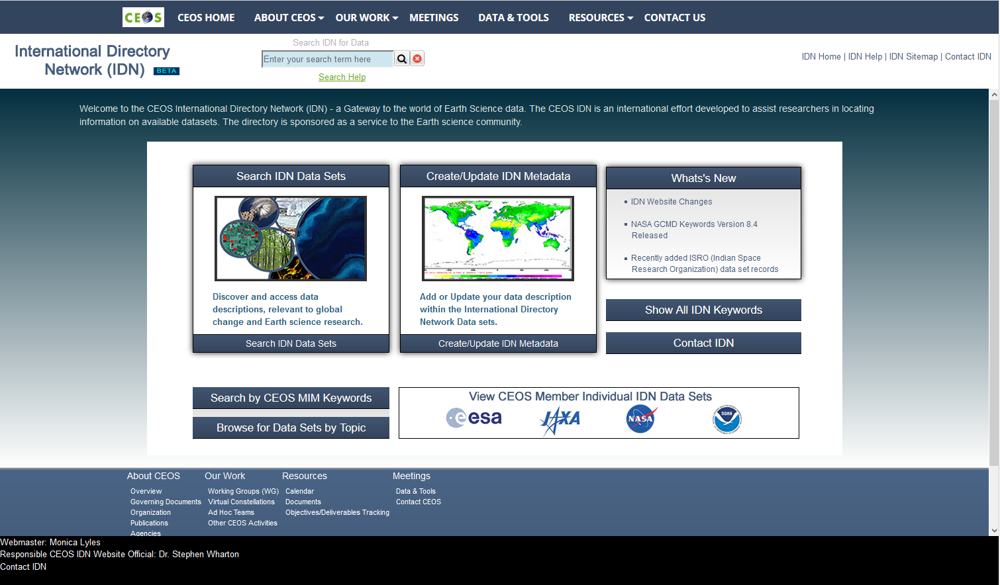 CEOS
CEOS HOME
ABOUT CEOS
OUR WORK
MEETINGS
DATA & TOOLS
RESOURCES
CONTACT US
International Directory
Network (IDN) BETA
Search IDN for Data
Enter your search term here
Search Help
IDN Home | IDN Help | IDN Sitemap | Contact IDN
Welcome to the CEOS International Directory Network (IDN) - a Gateway to the world of Earth Science data. The CEOS IDN is an international effort developed to assist researchers in locating
information on available datasets. The directory is sponsored as a service to the Earth science community.
Search IDN Data Sets
Discover and access data
descriptions, relevant to global
change and Earth science research.
Search IDN Data Sets
Create/Update IDN Metadata
Add or Update your data description
within the International Directory
Network Data sets.
Create/Update IDN Metadata
Whats's New
IDN Website Changes
NASA GCMD Keywords Version 8.4
Released
Recently added ISRO (Indian Space
Research Organization) data set records
Show All IDN Keywords
Contact IDN
Search by CEOS MIM Keywords
Browse for Data Sets by Topic
View CEOS Member Individual IDN Data Sets
esa
JAXA
NASA
NOAA
About CEOS
Overview
Governing Documents
Organization
Publications
Agencies
Our Work
Working Groups (WG)
Virtual Constellations
Ad Hoc Teams
Other CEOS Activities
Resources
Calendar
Documents
Objectives/Deliverables Tracking
Meetings
Data & Tools
Contact CEOS
Webmaster: Monica Lyles
Responsible CEOS IDN Website Official: Dr. Stephen Wharton
Contact IDN